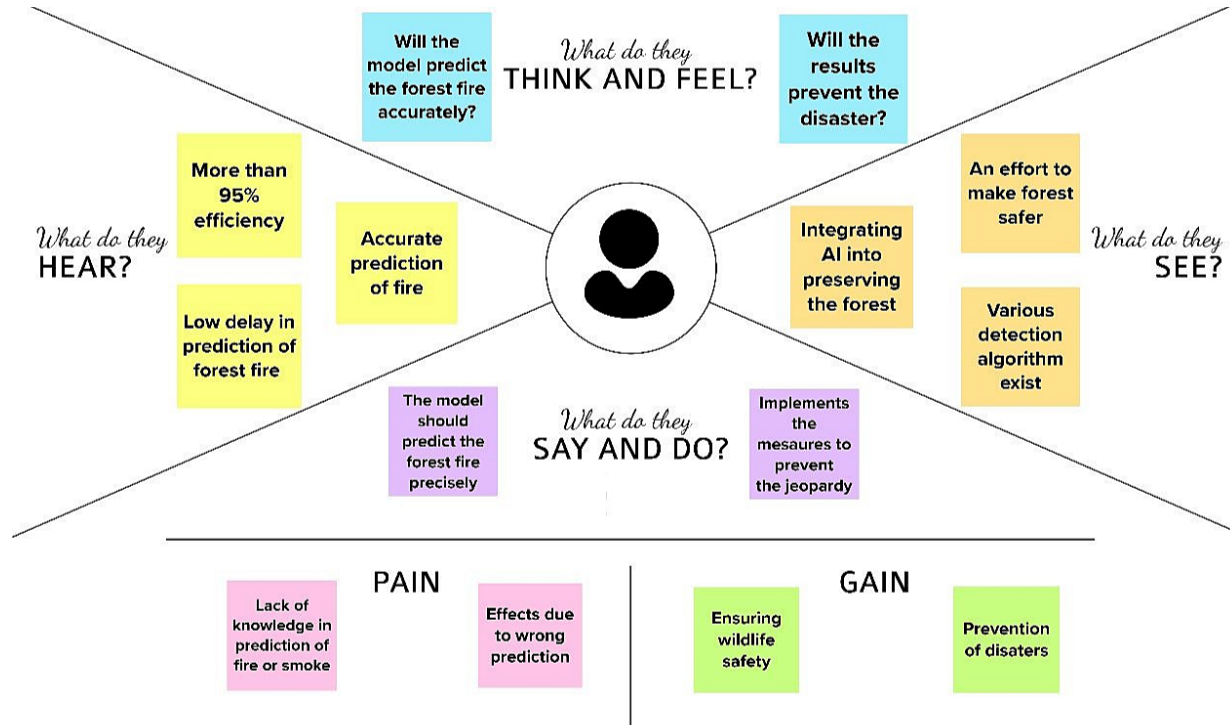 What do they
THINK AND FEEL?
Will the
model predict
the forest fire
accurately?
Will the
results
prevent the
disaster?
What do they
HEAR?
More than
95%
efficiency
Accurate
prediction
of fire
Low delay in
prediction of
forest fire
What do they
SEE?
An effort to
make forest
safer
Integrating
AI into
preserving
the forest
Various
detection
algorithm
exist
What do they
SAY AND DO?
The model
should
predict the
forest fire
precisely
Implements
the
mesaures to
prevent
the jeopardy
PAIN
Lack of
knowledge in
prediction of
fire or smoke
Effects due
to wrong
prediction
GAIN
Ensuring
wildlife
safety
Prevention
of disaters